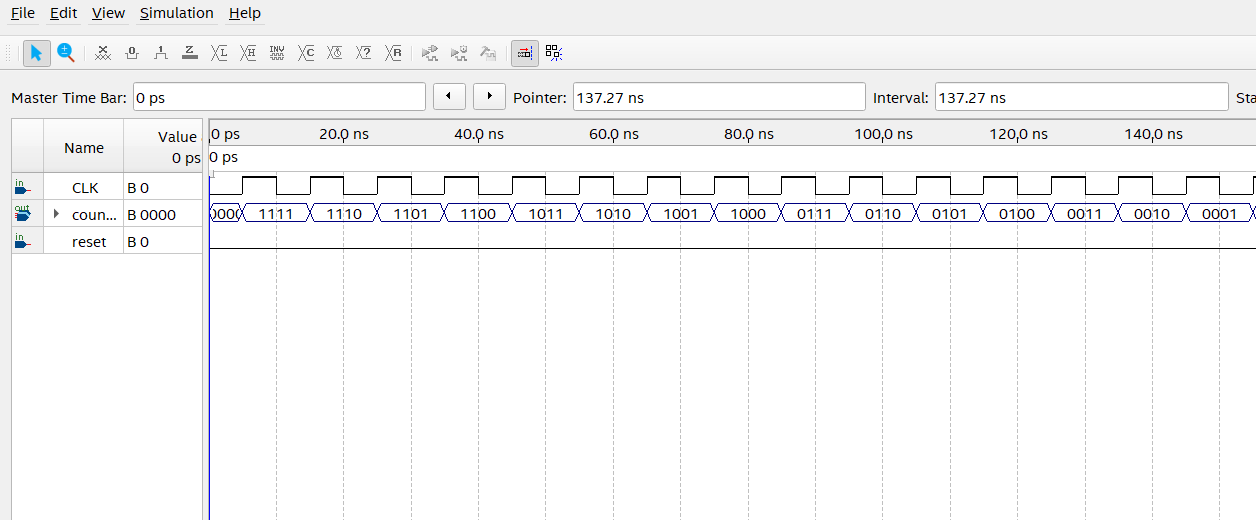 File Edit View Simulation Help
Master Time Bar: 0 ps Pointer: 137.27 ns Interval: 137.27 ns Sta
Name Value 0 ps 20.0 ns 40.0 ns 60.0 ns 80.0 ns 100,0 ns 120,0 ns 140,0 ns
0 ps 0 ps
in CLK B 0
out coun... B 0000 0000 1111 1110 1101 1100 1011 1010 1001 1000 0111 0110 0101 0100 0011 0010 0001
in reset B 0